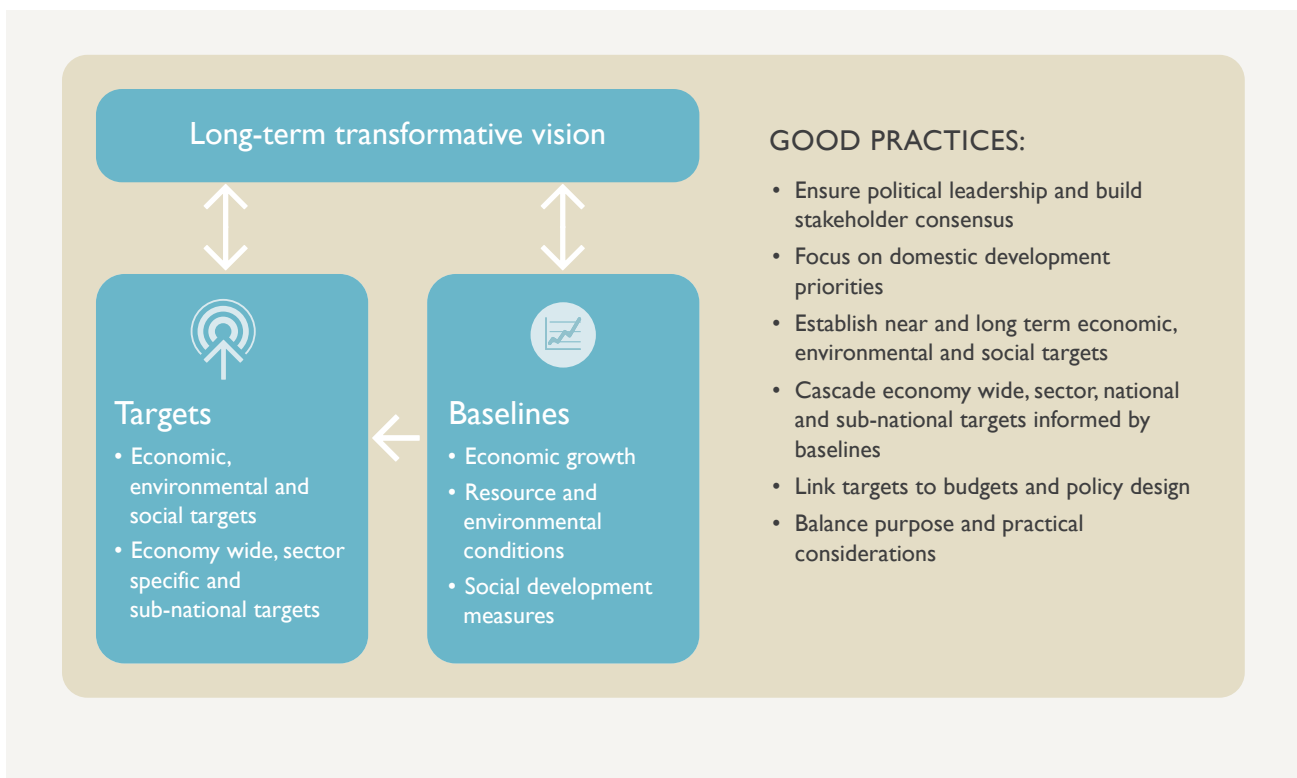 Long-term transformative vision
Targets
• Economic,
environmental and
social targets
• Economy wide, sector
specific and
sub-national targets
Baselines
• Economic growth
• Resource and
environmental
conditions
• Social development
measures
GOOD PRACTICES:
• Ensure political leadership and build
stakeholder consensus
• Focus on domestic development
priorities
• Establish near and long term economic,
environmental and social targets
• Cascade economy wide, sector, national
and sub-national targets informed by
baselines
• Link targets to budgets and policy design
• Balance purpose and practical
considerations